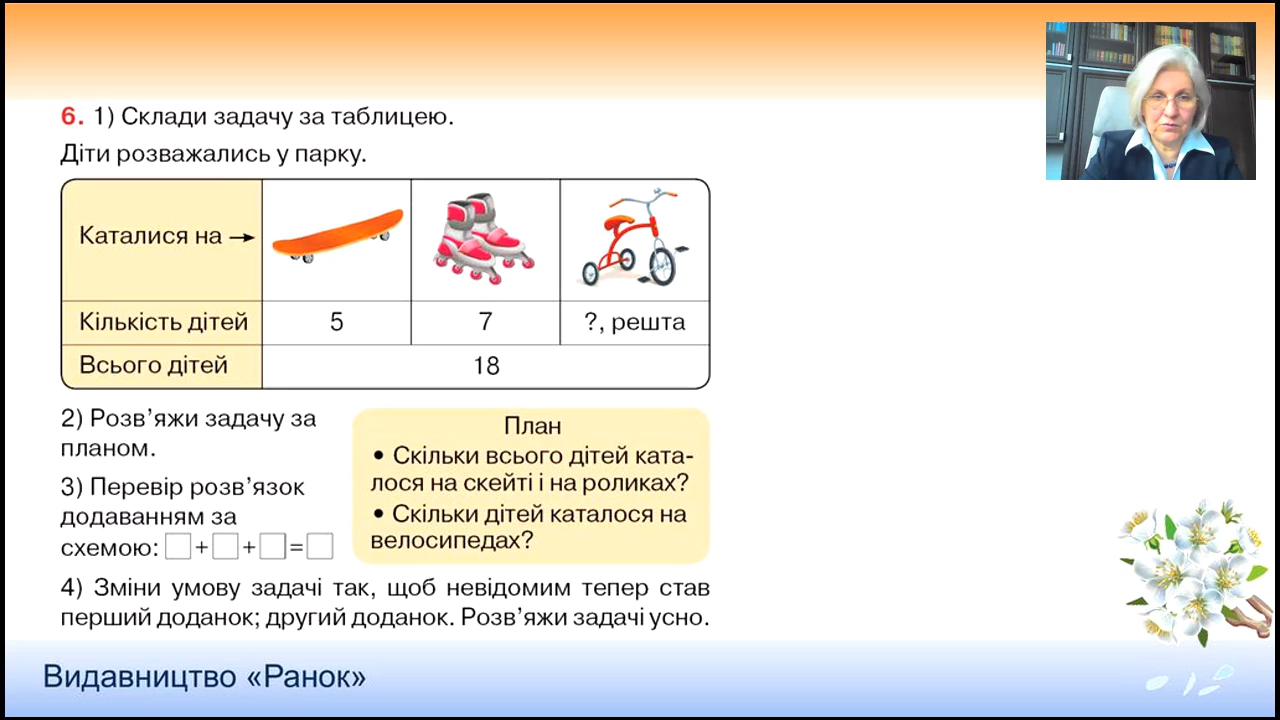 6. 1) Склади задачу за таблицею.
Діти розважались у парку.
Каталися на →
Кількість дітей 5 7 ?, решта
Всього дітей 18
2) Розв’яжи задачу за
планом.
3) Перевір розв’язок
додаванням за
схемою: □+□+□=□
План
• Скільки всього дітей ката-
лося на скейті і на роликах?
• Скільки дітей каталося на
велосипедах?
4) Зміни умову задачі так, щоб невідомим тепер став
перший доданок; другий доданок. Розв’яжи задачі усно.
Видавництво «Ранок»